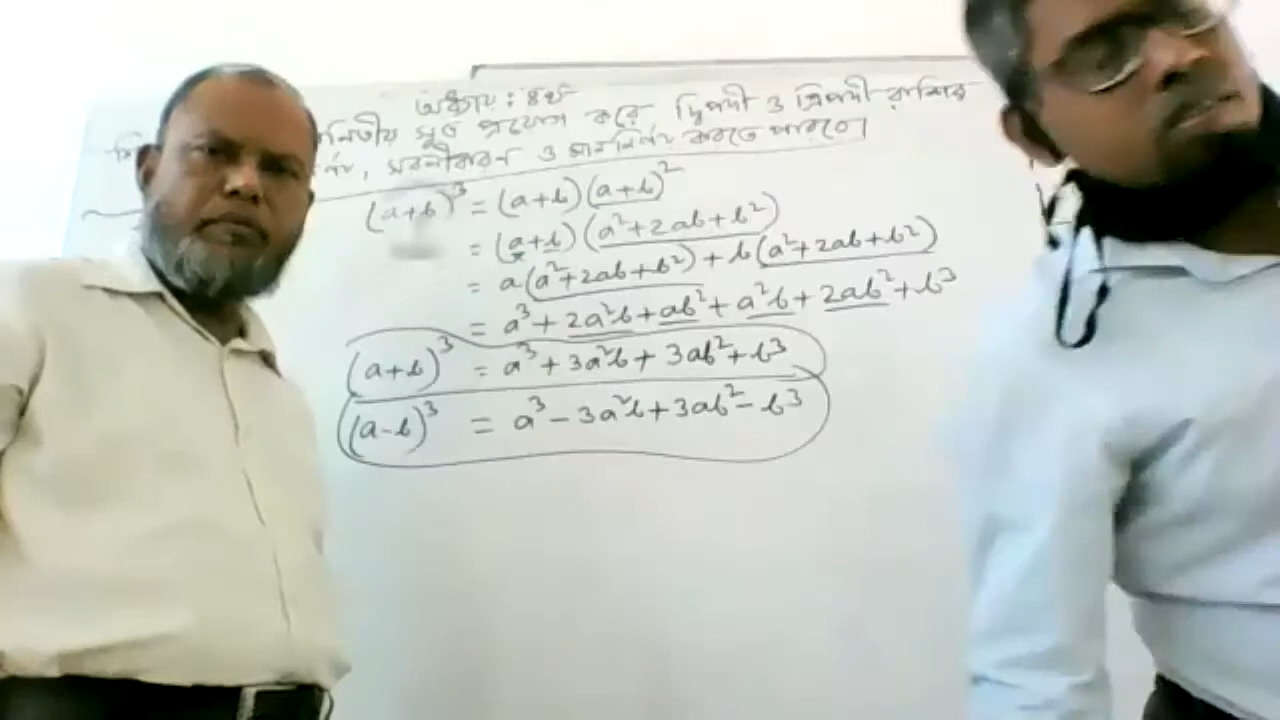 অধ্যায় : ৪র্থ
সূত্র প্রয়োগ করে দ্বিপদী ও ত্রিপদী রাশির
, সরলীকরণ ও মান নির্ণয় করতে পারবে।
(a+b)³ = (a+b)(a+b)²
= (a+b)(a²+2ab+b²)
= a(a²+2ab+b²) + b(a²+2ab+b²)
= a³ + 2a²b + ab² + a²b + 2ab² + b³
(a+b)³ = a³ + 3a²b + 3ab² + b³
(a-b)³ = a³ - 3a²b + 3ab² - b³